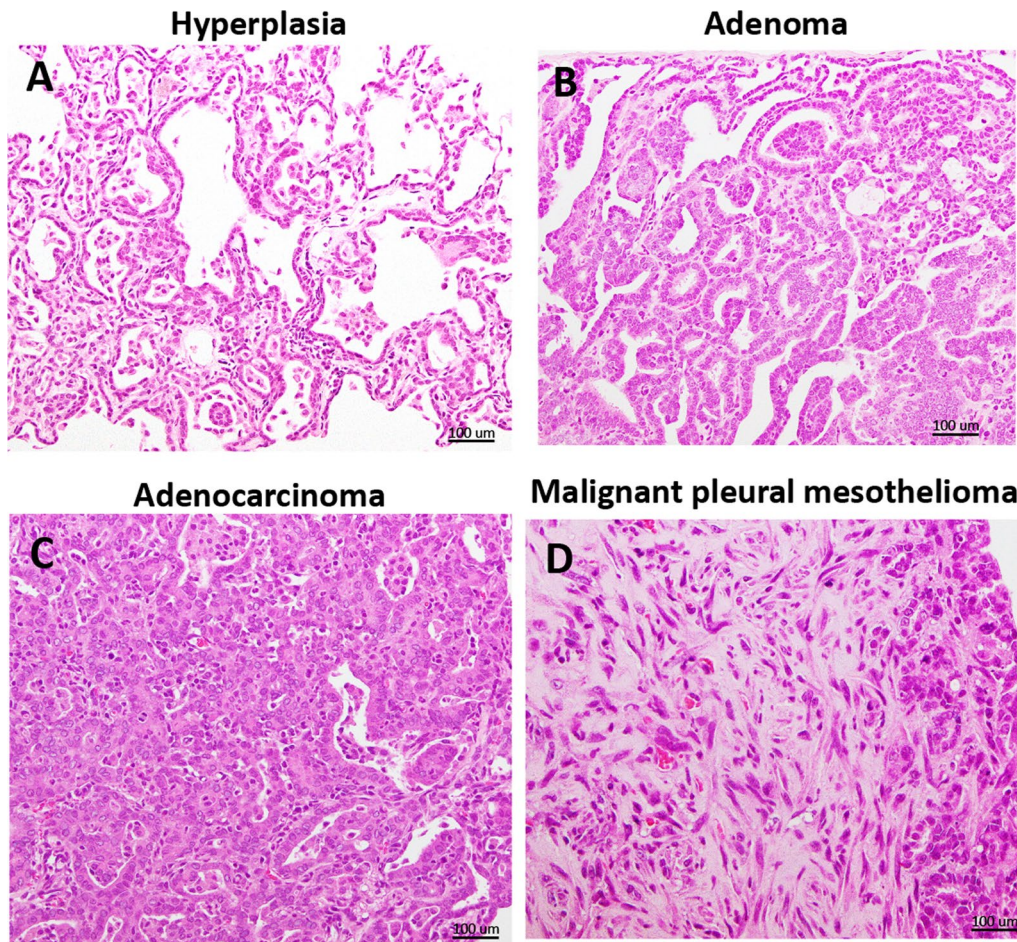 Hyperplasia
Adenoma
A
B
100 um
100 um
Adenocarcinoma
Malignant pleural mesothelioma
C
D
100 um
100 um